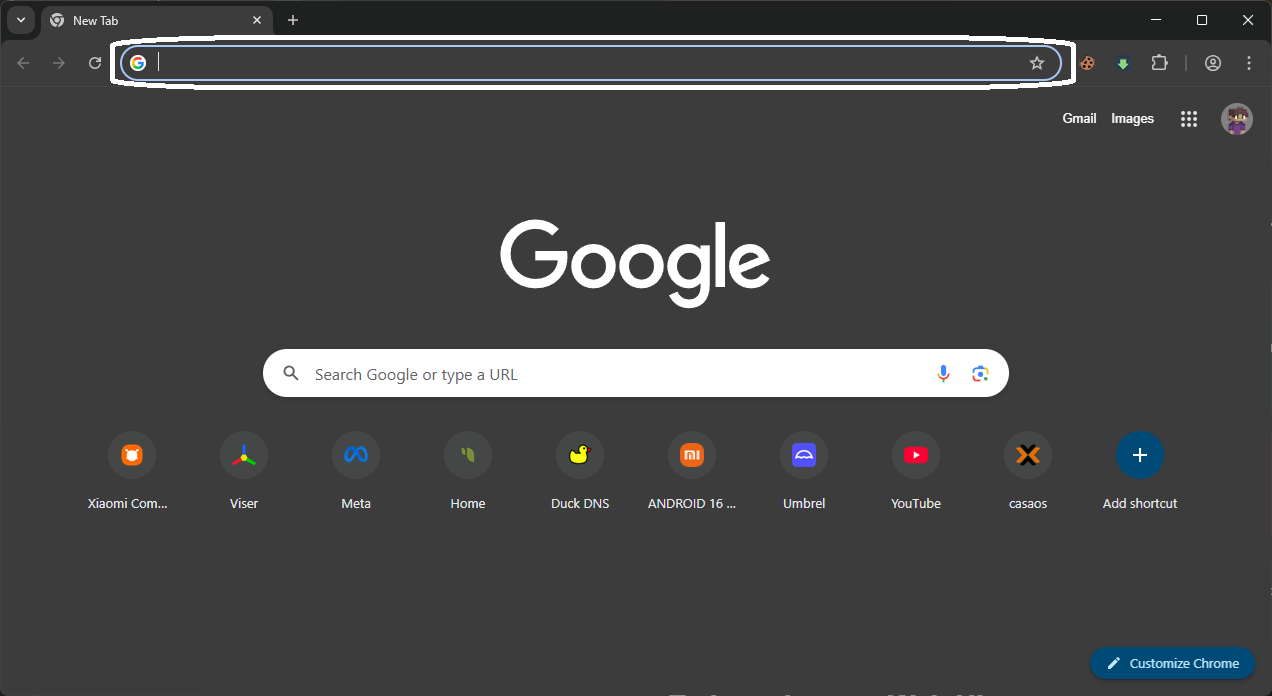 New Tab
Gmail Images
Google
Search Google or type a URL
Xiaomi Com... Viser Meta Home Duck DNS ANDROID 16 ... Umbrel YouTube casaos Add shortcut
Customize Chrome